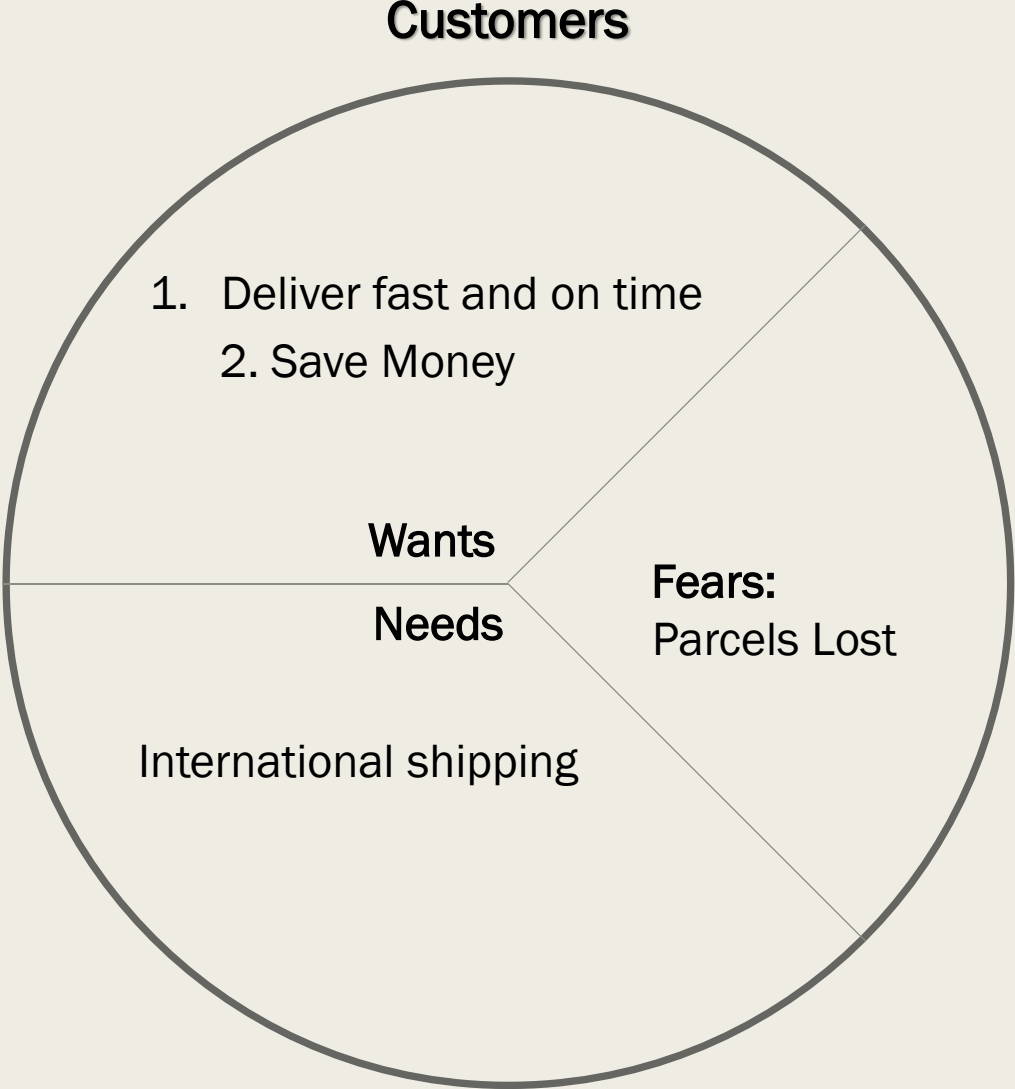 Customers
1. Deliver fast and on time
2. Save Money
Wants
Needs
Fears:
Parcels Lost
International shipping